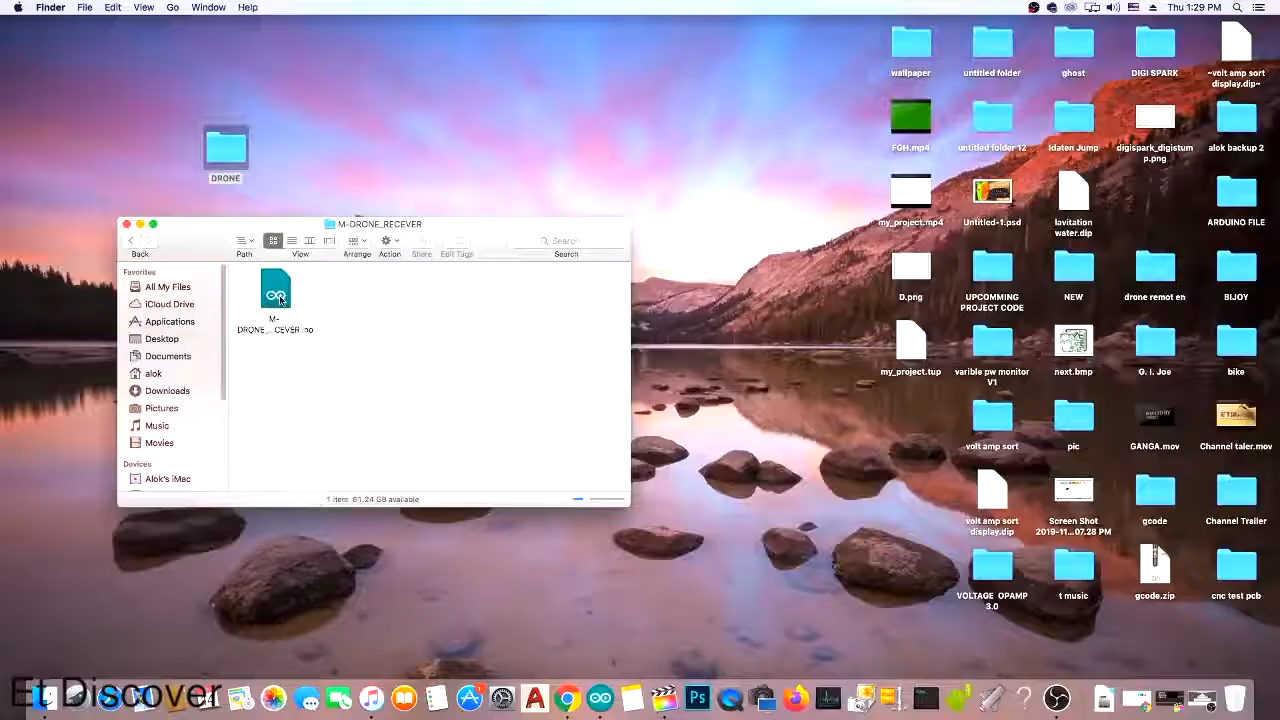 Finder File Edit View Go Window Help
Thu 1:29 PM
wallpaper
untitled folder
ghost
DIGI SPARK
~volt amp sort
display.dip~
DRONE
FGH.mp4
untitled folder 12
Idaten Jump
digispark_digistum
p.png
alok backup 2
my_project.mp4
Untitled-1.psd
lavitation
water.dip
ARDUINO FILE
D.png
UPCOMMING
PROJECT CODE
NEW
drone remot en
BIJOY
my_project.tup
varible pw monitor
V1
next.bmp
G. I. Joe
bike
volt amp sort
pic
GANGA.mov
Channel taler.mov
volt amp sort
display.dip
Screen Shot
2019-11...07.28 PM
gcode
Channel Trailer
VOLTAGE OPAMP
3.0
t music
gcode.zip
cnc test pcb
M-DRONE_RECEVER
Search
Back
Path
View
Arrange
Action
Share
Edit Tags
Search
Favorites
All My Files
iCloud Drive
Applications
Desktop
Documents
alok
Downloads
Pictures
Music
Movies
Devices
Alok's iMac
M-
DRONE_...CEVER.ino
1 item, 61.24 GB available
Et Discover